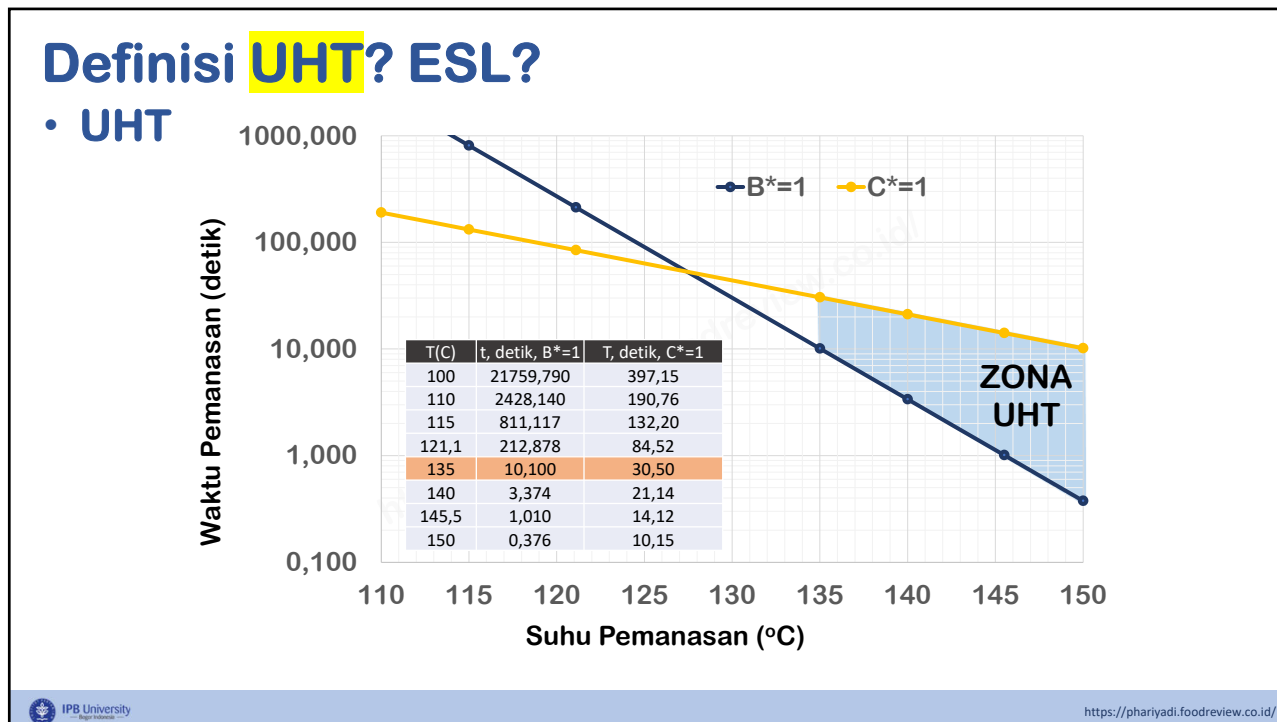 Definisi UHT? ESL?
• UHT
1000,000
100,000
10,000
1,000
0,100
Waktu Pemanasan (detik)
B*=1 C*=1
T(C) t, detik, B*=1 T, detik, C*=1
100 21759,790 397,15
110 2428,140 190,76
115 811,117 132,20
121,1 212,878 84,52
135 10,100 30,50
140 3,374 21,14
145,5 1,010 14,12
150 0,376 10,15
ZONA
UHT
110 115 120 125 130 135 140 145 150
Suhu Pemanasan (°C)
IPB University
Bogor Indonesia
https://phariyadi.foodreview.co.id/